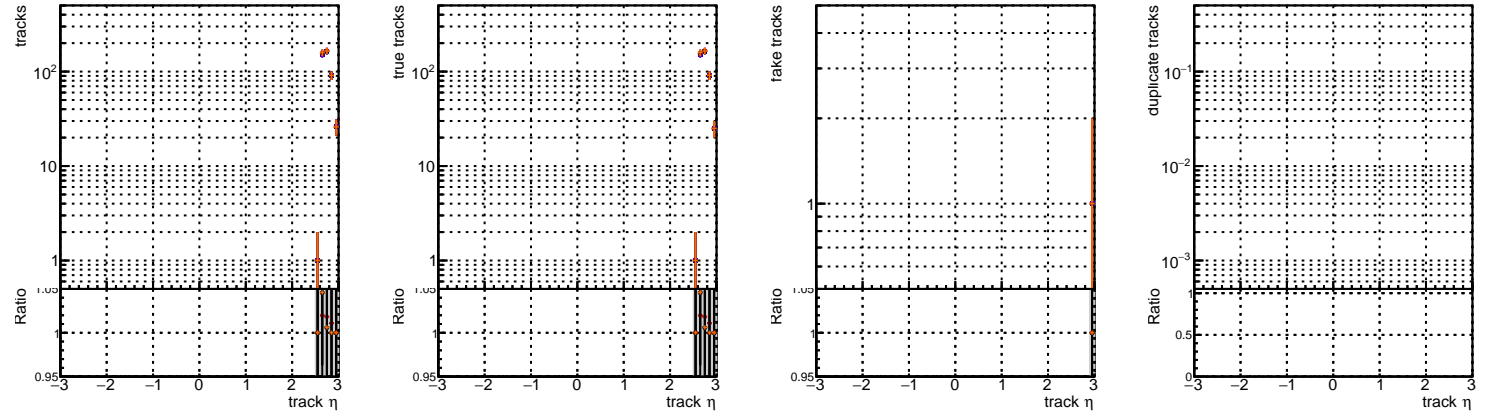 tracks
10²
10
1
Ratio
1.05
1
0.95
−3 −2 −1 0 1 2 3
track η
true tracks
10²
10
1
Ratio
1.05
1
0.95
−3 −2 −1 0 1 2 3
track η
fake tracks
1
Ratio
1.05
1
0.95
−3 −2 −1 0 1 2 3
track η
duplicate tracks
10⁻¹
10⁻²
10⁻³
Ratio
1
0.5
0
−3 −2 −1 0 1 2 3
track η